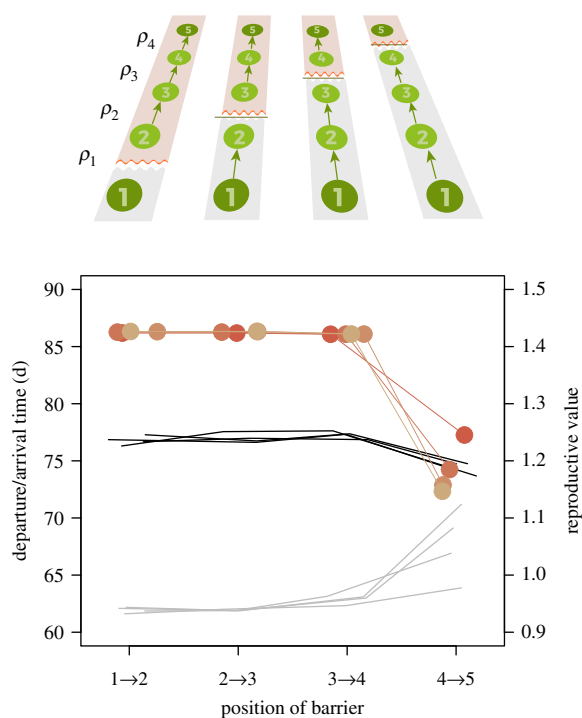 ρ4
ρ3
ρ2
ρ1
5 5 5 5
4 4 4 4
3 3 3 3
2 2 2 2
1 1 1 1
90 1.5
85 1.4
80 1.3
75 1.2
70 1.1
65 1.0
60 0.9
departure/arrival time (d)
reproductive value
1→2 2→3 3→4 4→5
position of barrier